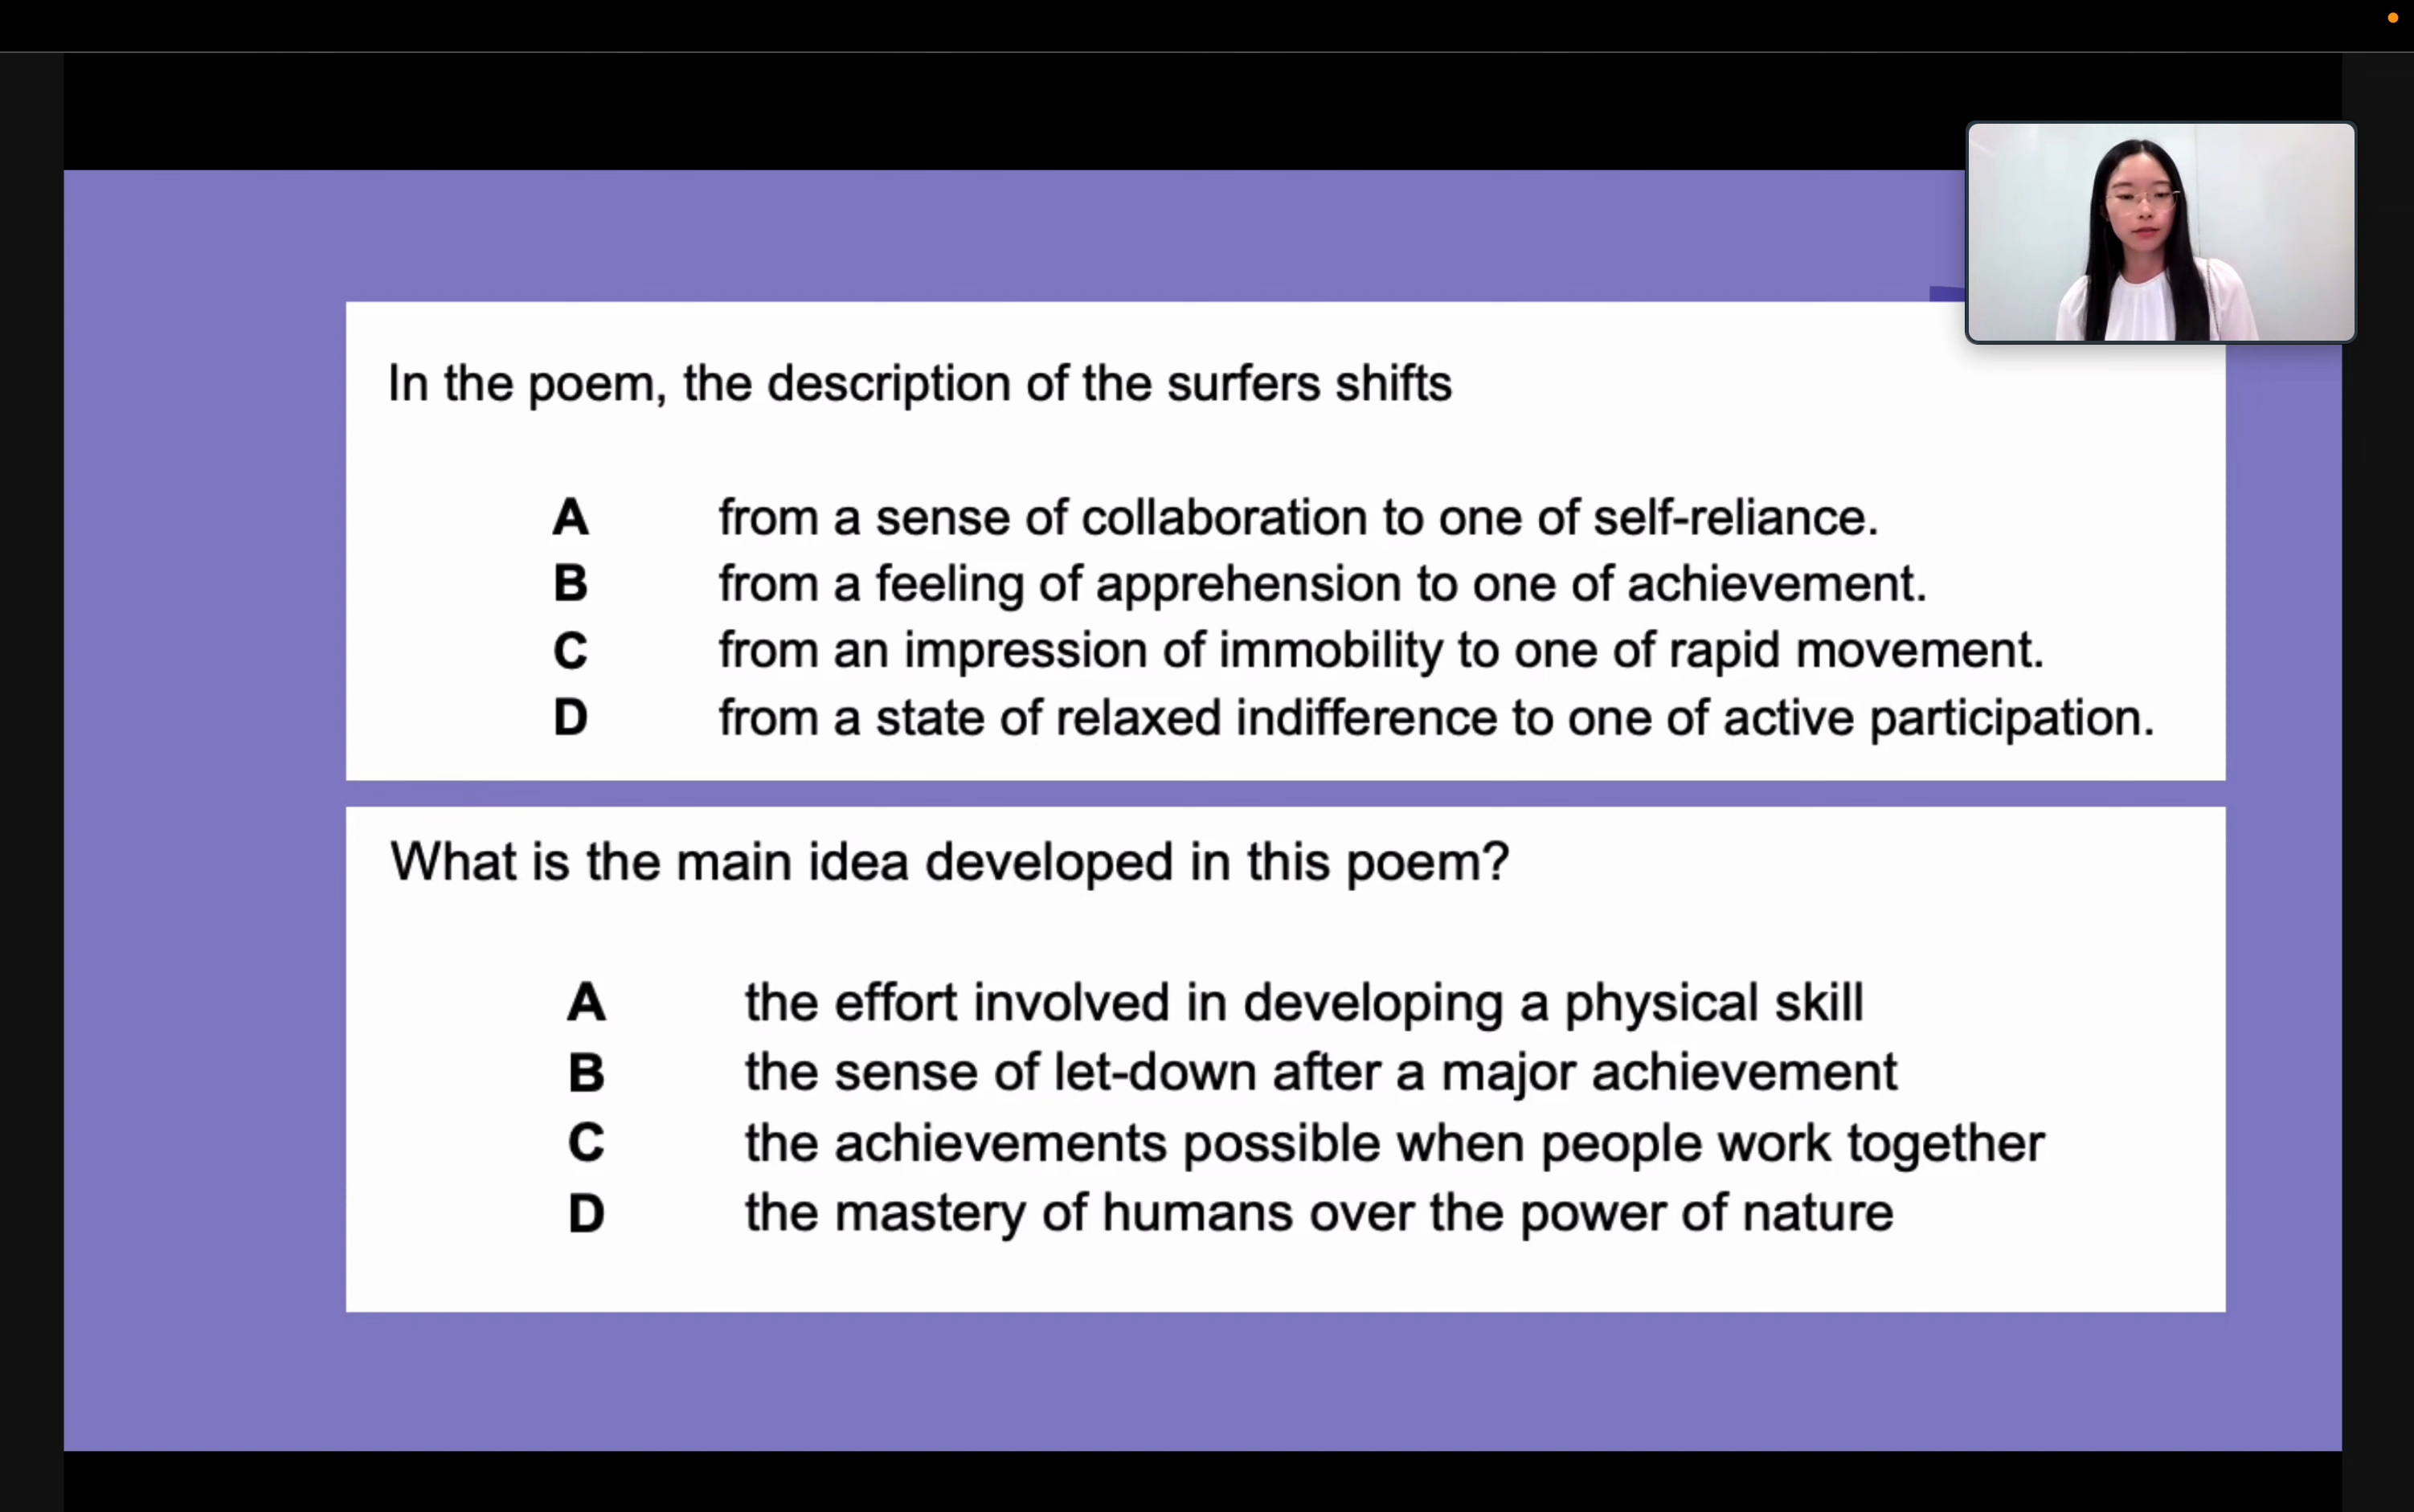 In the poem, the description of the surfers shifts
A from a sense of collaboration to one of self-reliance.
B from a feeling of apprehension to one of achievement.
C from an impression of immobility to one of rapid movement.
D from a state of relaxed indifference to one of active participation.
What is the main idea developed in this poem?
A the effort involved in developing a physical skill
B the sense of let-down after a major achievement
C the achievements possible when people work together
D the mastery of humans over the power of nature